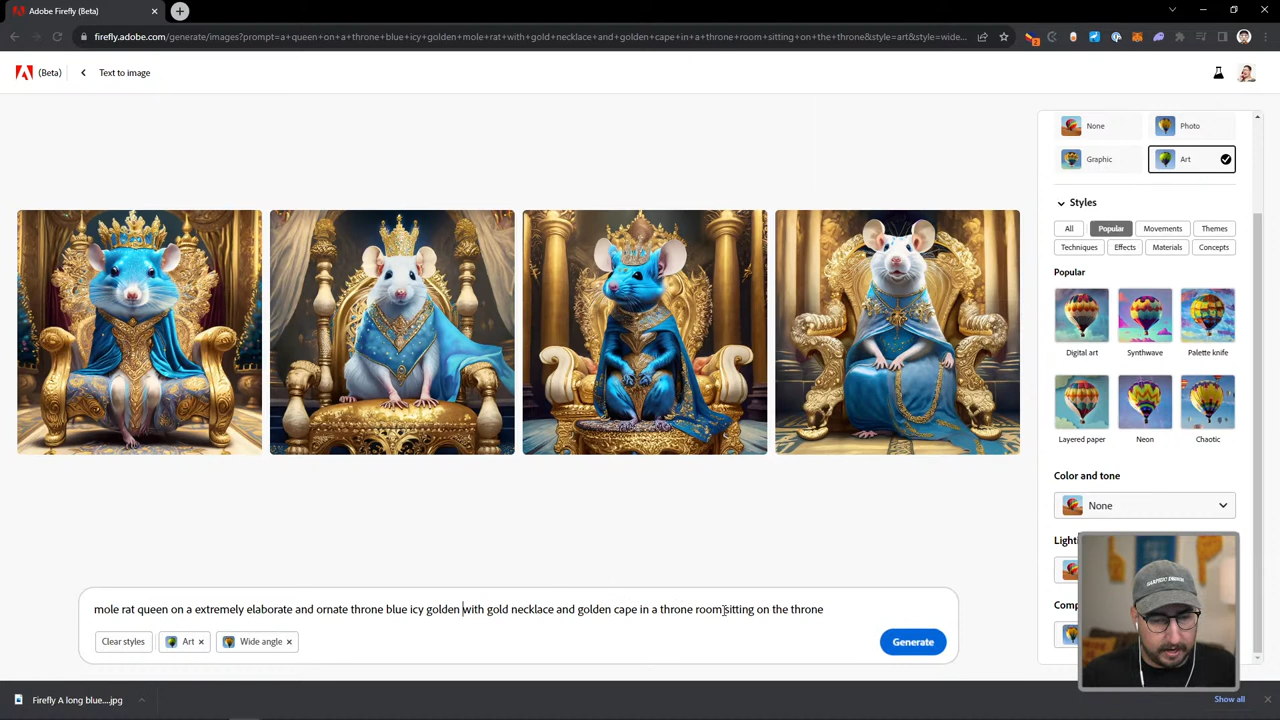 Adobe Firefly (Beta)
firefly.adobe.com/generate/images?prompt=a+queen+on+a+throne+blue+icy+golden+mole+rat+with+gold+necklace+and+golden+cape+in+a+throne+room+sitting+on+the+throne&style=art&style=wide...
(Beta) Text to image
None Photo
Graphic Art
Styles
All Popular Movements Themes
Techniques Effects Materials Concepts
Popular
Digital art Synthwave Palette knife
Layered paper Neon Chaotic
Color and tone
None
Lighti
Comp
mole rat queen on a extremely elaborate and ornate throne blue icy golden with gold necklace and golden cape in a throne room sitting on the throne
Clear styles Art Wide angle Generate
Firefly A long blue....jpg Show all